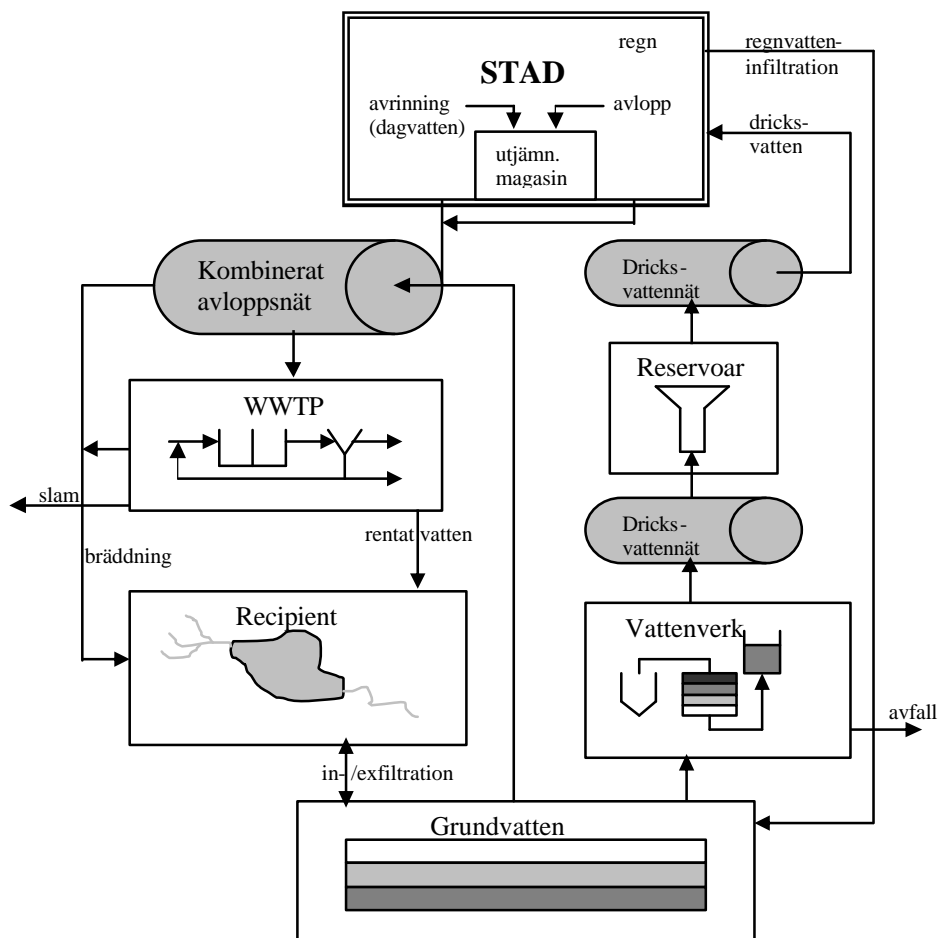 regn
regnvatten-
infiltration
STAD
avrinning
(dagvatten)
avlopp
dricks-
vatten
utjämn.
magasin
Kombinerat
avloppsnät
Dricks-
vattennät
Reservoar
WWTP
slam
Dricks-
vattennät
rentat vatten
bräddning
Recipient
Vattenverk
avfall
in- /exfiltration
Grundvatten